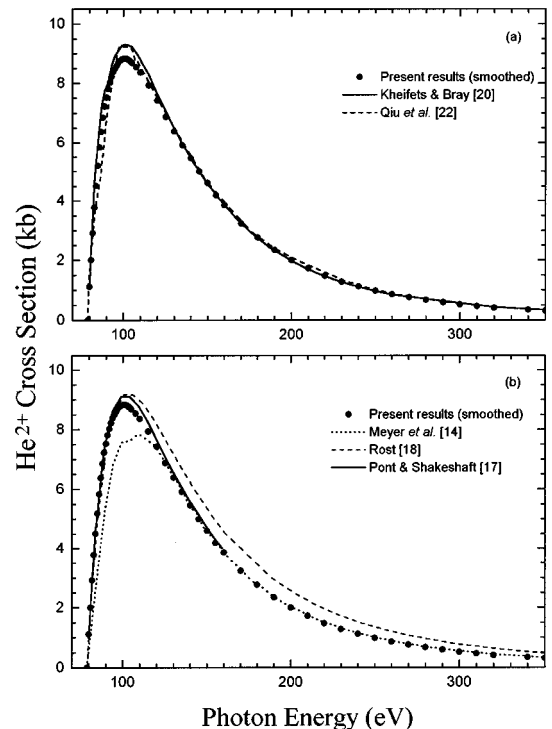 10
(a)
8
Present results (smoothed)
Kheifets & Bray [20]
Qiu et al. [22]
6
4
2
0
100
200
300
He2+ Cross Section (kb)
10
(b)
8
Present results (smoothed)
Meyer et al. [14]
Rost [18]
Pont & Shakeshaft [17]
6
4
2
0
100
200
300
Photon Energy (eV)